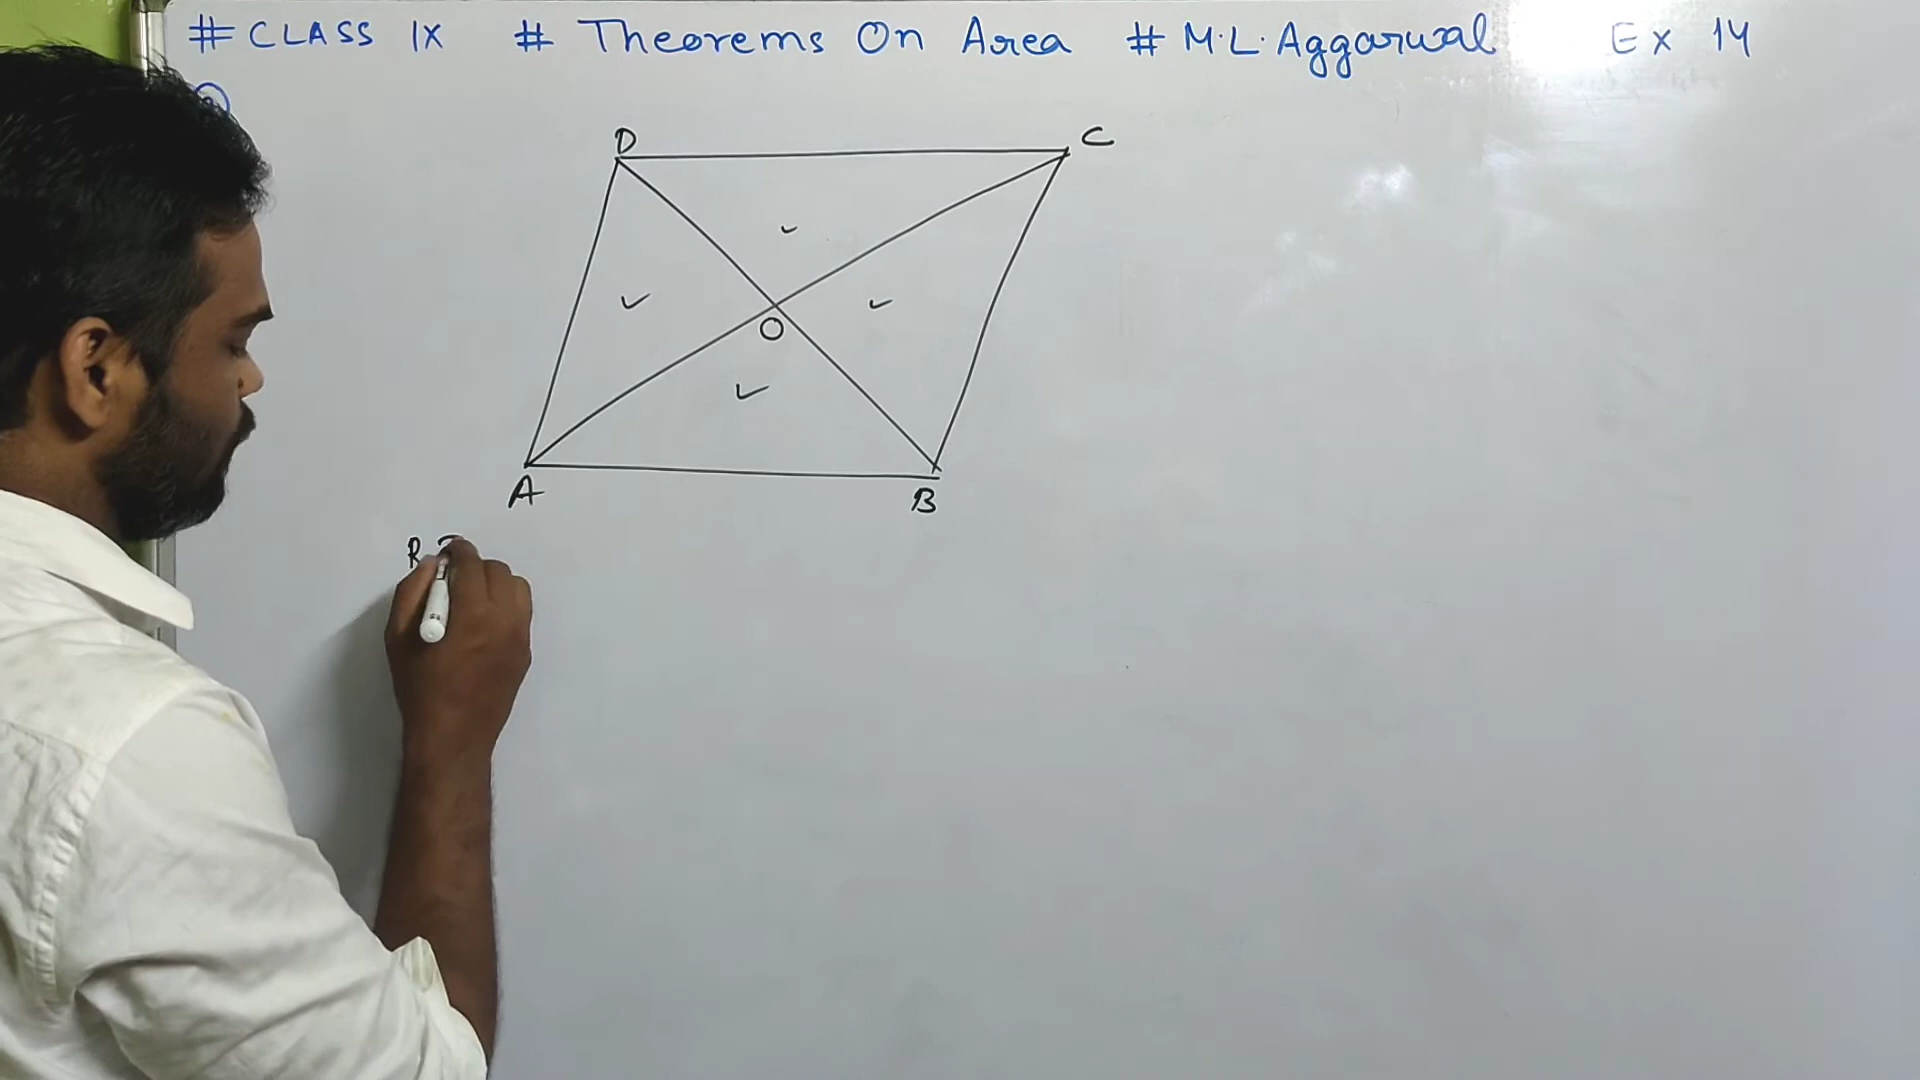 # CLASS IX # Theorems On Area # M.L. Aggarwal Ex 14
D C
O
A B
R